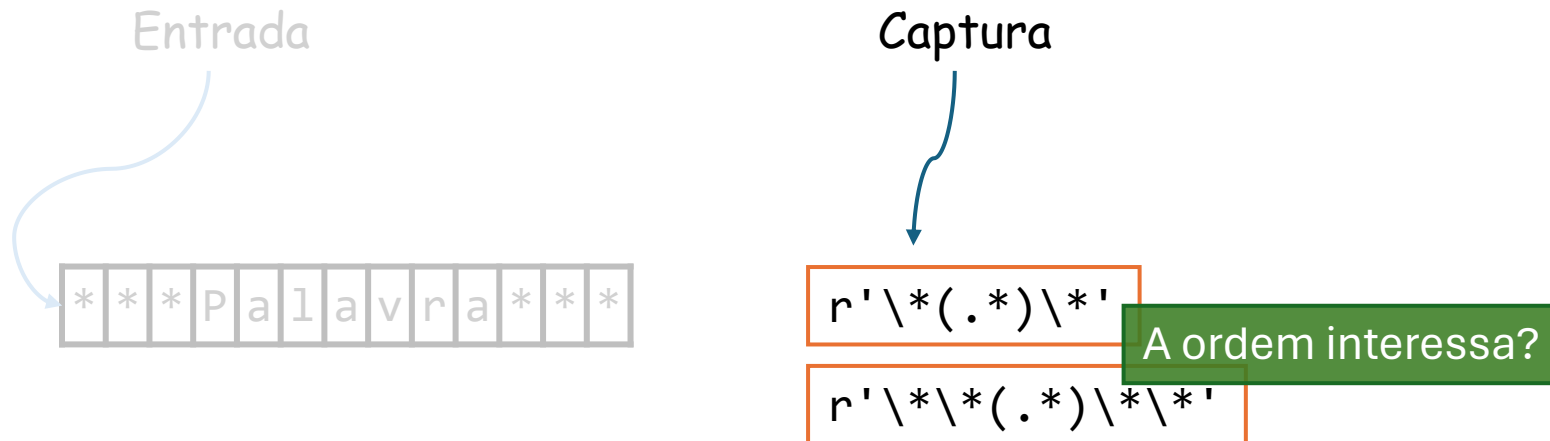 Entrada
Captura
***Palavra***
r'\*(.*)\*'
A ordem interessa?
r'\*\*(.*)\*\*'